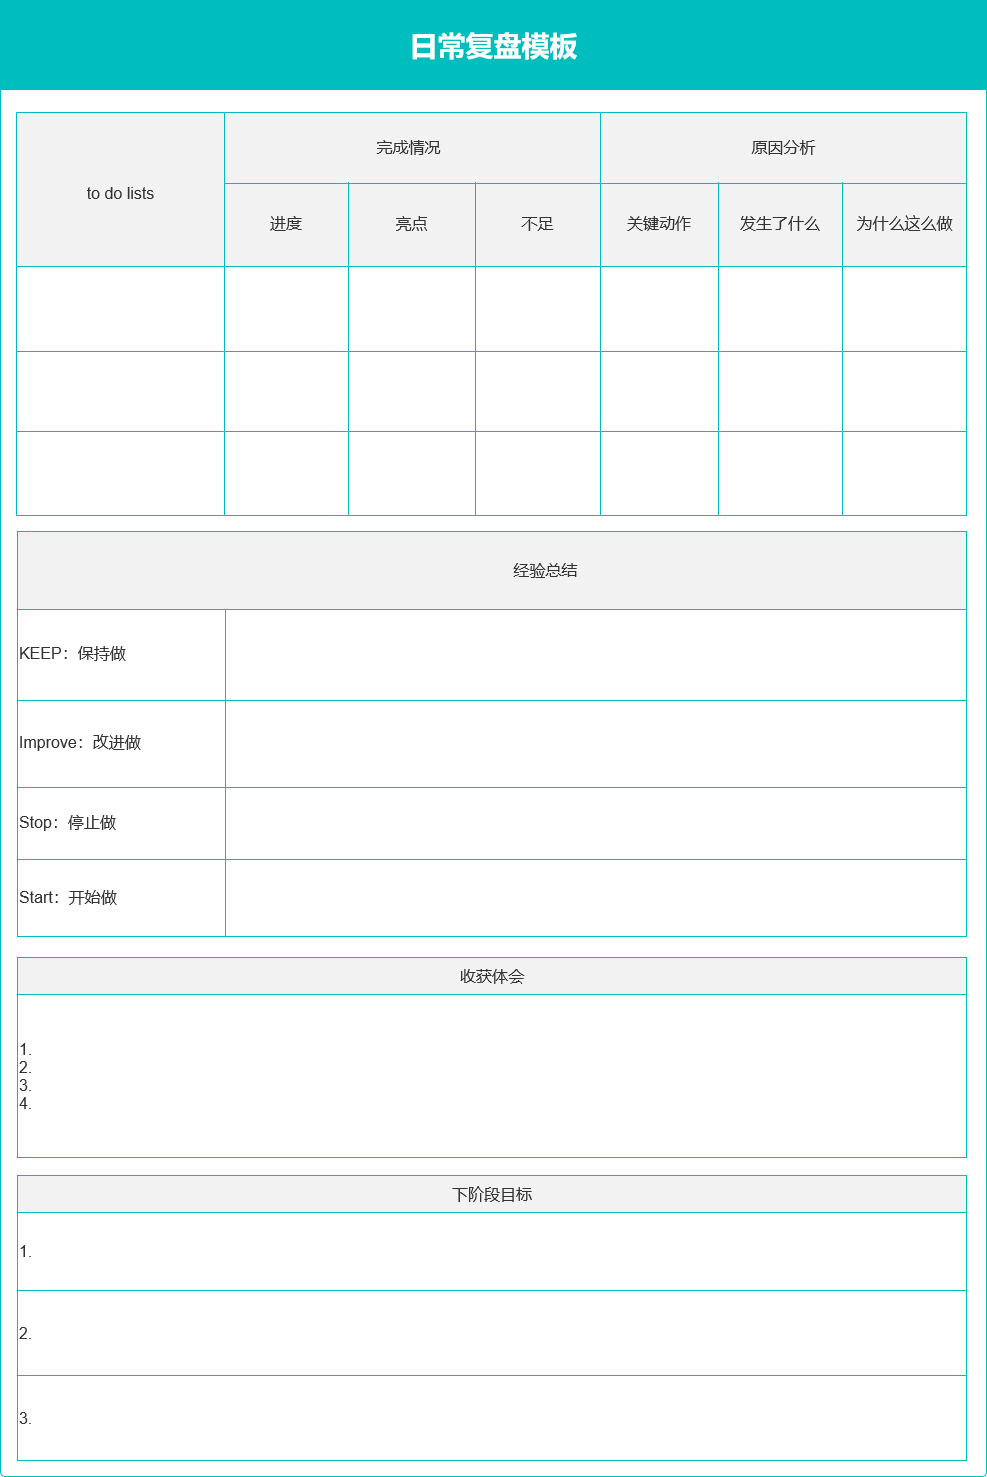 日常复盘模板
to do lists
完成情况
原因分析
进度
亮点
不足
关键动作
发生了什么
为什么这么做
经验总结
KEEP：保持做
Improve：改进做
Stop：停止做
Start：开始做
收获体会
1.
2.
3.
4.
下阶段目标
1.
2.
3.